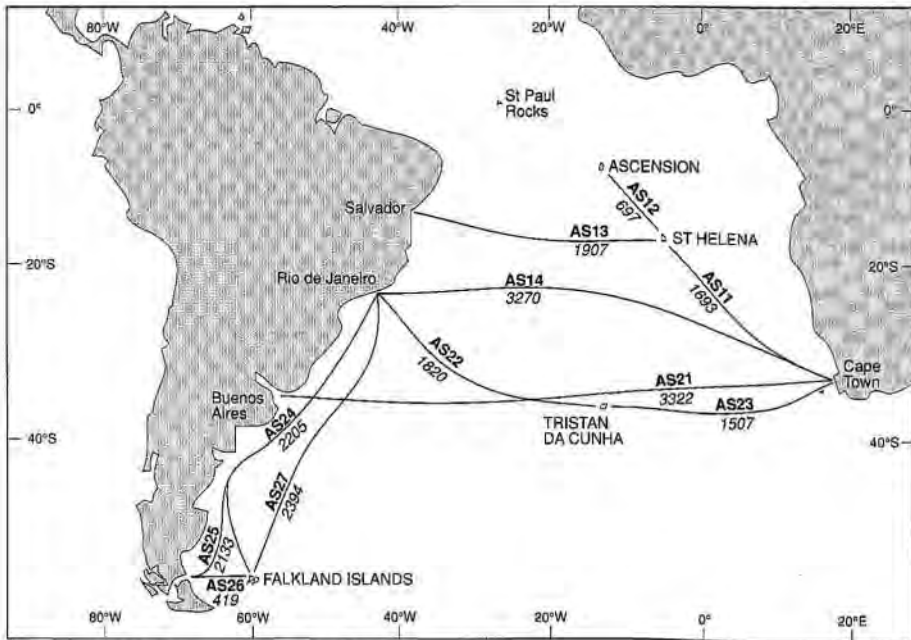 80°W
40°W
20°W
0°
20°E
0°
St Paul
Rocks
0°
ASCENSION
AS12
697
Salvador
AS13
1907
ST HELENA
20°S
Rio de Janeiro
AS14
3270
AS11
1693
20°S
AS22
1820
Cape
Town
Buenos
Aires
AS21
3322
AS24
2205
TRISTAN
DA CUNHA
AS23
1507
40°S
40°S
AS27
2394
AS25
2133
AS26
419
FALKLAND ISLANDS
80°W
60°W
40°W
20°W
0°
20°E